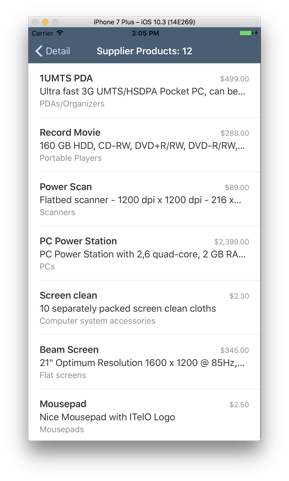 iPhone 7 Plus – iOS 10.3 (14E269)
Carrier 3:05 PM
Detail Supplier Products: 12
1UMTS PDA $499.00
Ultra fast 3G UMTS/HSDPA Pocket PC, can be...
PDAs/Organizers
Record Movie $288.00
160 GB HDD, CD-RW, DVD+R/RW, DVD-R/RW,...
Portable Players
Power Scan $89.00
Flatbed scanner - 1200 dpi x 1200 dpi - 216 x...
Scanners
PC Power Station $2,399.00
PC Power Station with 2,6 quad-core, 2 GB RA...
PCs
Screen clean $2.30
10 separately packed screen clean cloths
Computer system accessories
Beam Screen $345.00
21" Optimum Resolution 1600 x 1200 @ 85Hz,...
Flat screens
Mousepad $2.50
Nice Mousepad with ITelO Logo
Mousepads